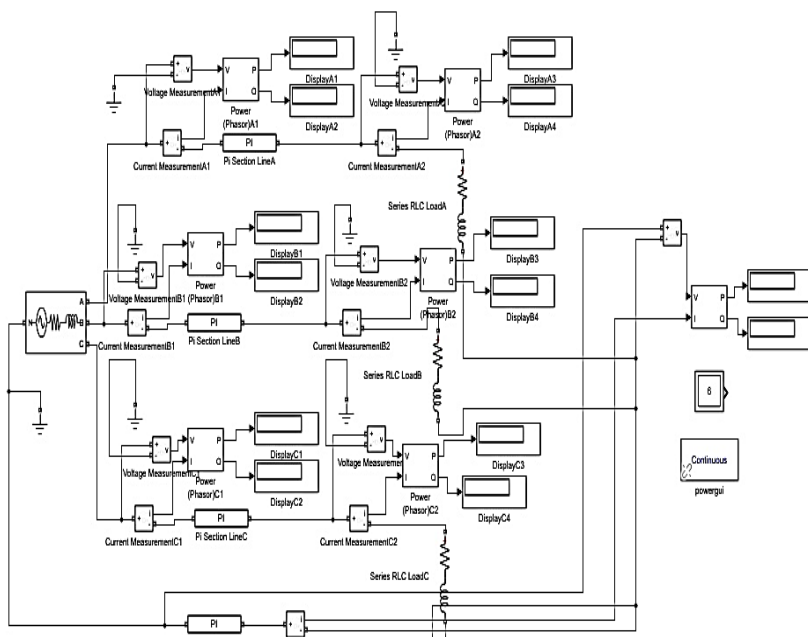 Voltage MeasurementA1
V P
I Q
Power
(Phasor)A1
DisplayA1
DisplayA2
Current MeasurementA1
PI
Pi Section LineA
Voltage Measurement
V P
I Q
Power
(Phasor)A2
DisplayA3
DisplayA4
Current MeasurementA2
Series RLC LoadA
Voltage MeasurementB1
V P
I Q
Power
(Phasor)B1
DisplayB1
DisplayB2
Current MeasurementB1
PI
Pi Section LineB
Voltage MeasurementB2
V P
I Q
Power
(Phasor)B2
DisplayB3
DisplayB4
Current MeasurementB2
Series RLC LoadB
N
A
B
C
V P
I Q
6
Continuous
powergui
Voltage MeasurementC1
V P
I Q
Power
(Phasor)C1
DisplayC1
DisplayC2
Current MeasurementC1
PI
Pi Section LineC
Voltage Measurement
V P
I Q
Power
(Phasor)C2
DisplayC3
DisplayC4
Current MeasurementC2
Series RLC LoadC
PI